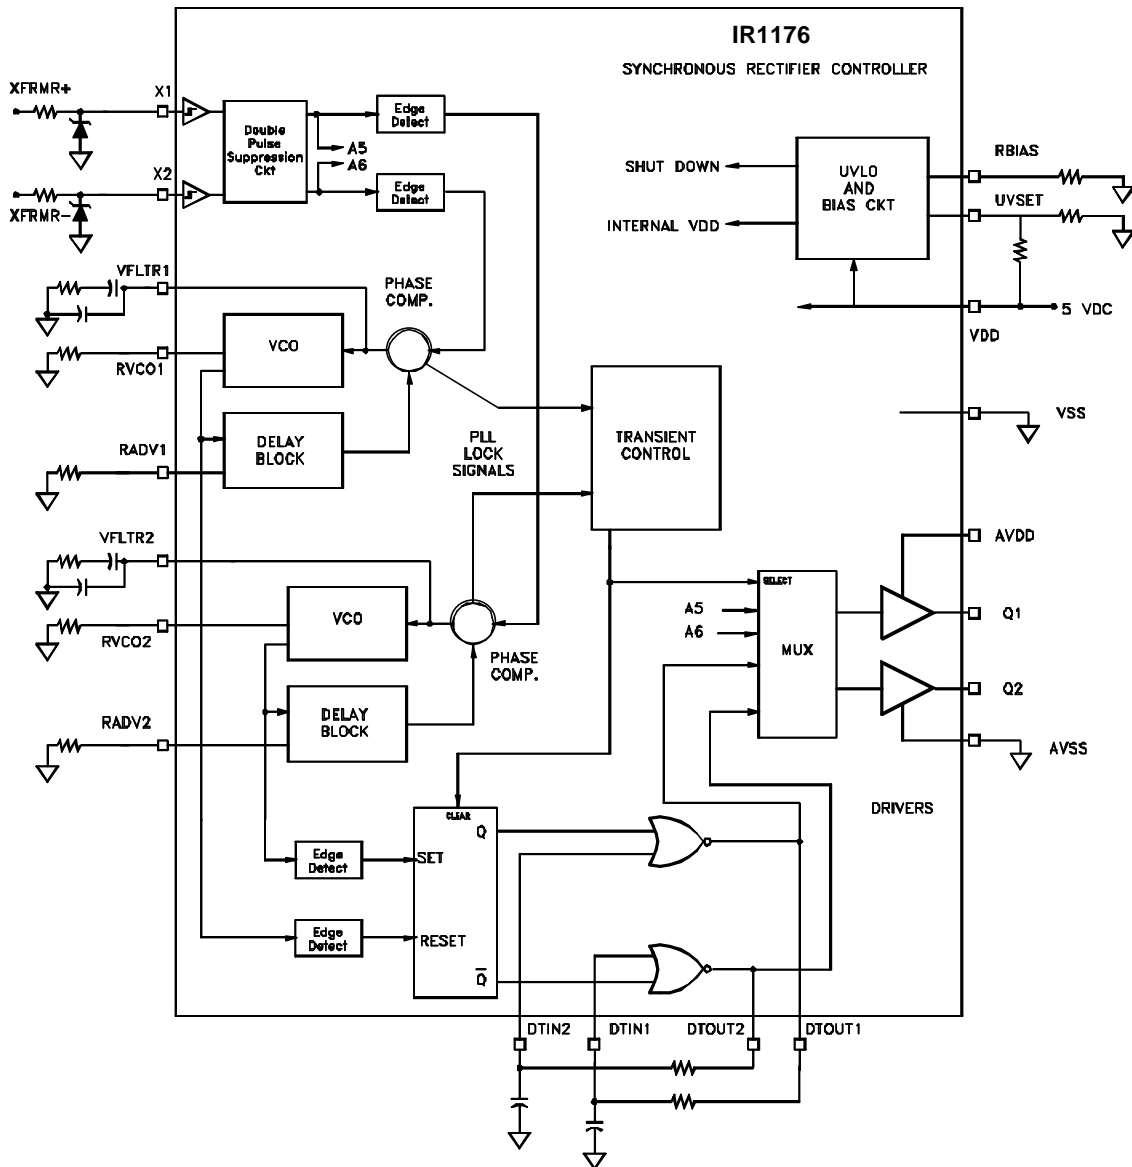 IR1176
SYNCHRONOUS RECTIFIER CONTROLLER
XFRMR+
X1
Double
Pulse
Suppression
Ckt
Edge
Detect
A5
A6
X2
XFRMR-
Edge
Detect
SHUT DOWN
INTERNAL VDD
UVLO
AND
BIAS CKT
RBIAS
UVSET
5 VDC
VDD
VFLTR1
PHASE
COMP.
VCO
RVCO1
VSS
RADV1
DELAY
BLOCK
PLL
LOCK
SIGNALS
TRANSIENT
CONTROL
VFLTR2
AVDD
SELECT
A5
A6
MUX
Q1
VCO
RVCO2
PHASE
COMP.
Q2
RADV2
DELAY
BLOCK
AVSS
DRIVERS
CLEAR
Q
SET
Edge
Detect
Edge
Detect
RESET
Q̅
DTIN2
DTIN1
DTOUT2
DTOUT1